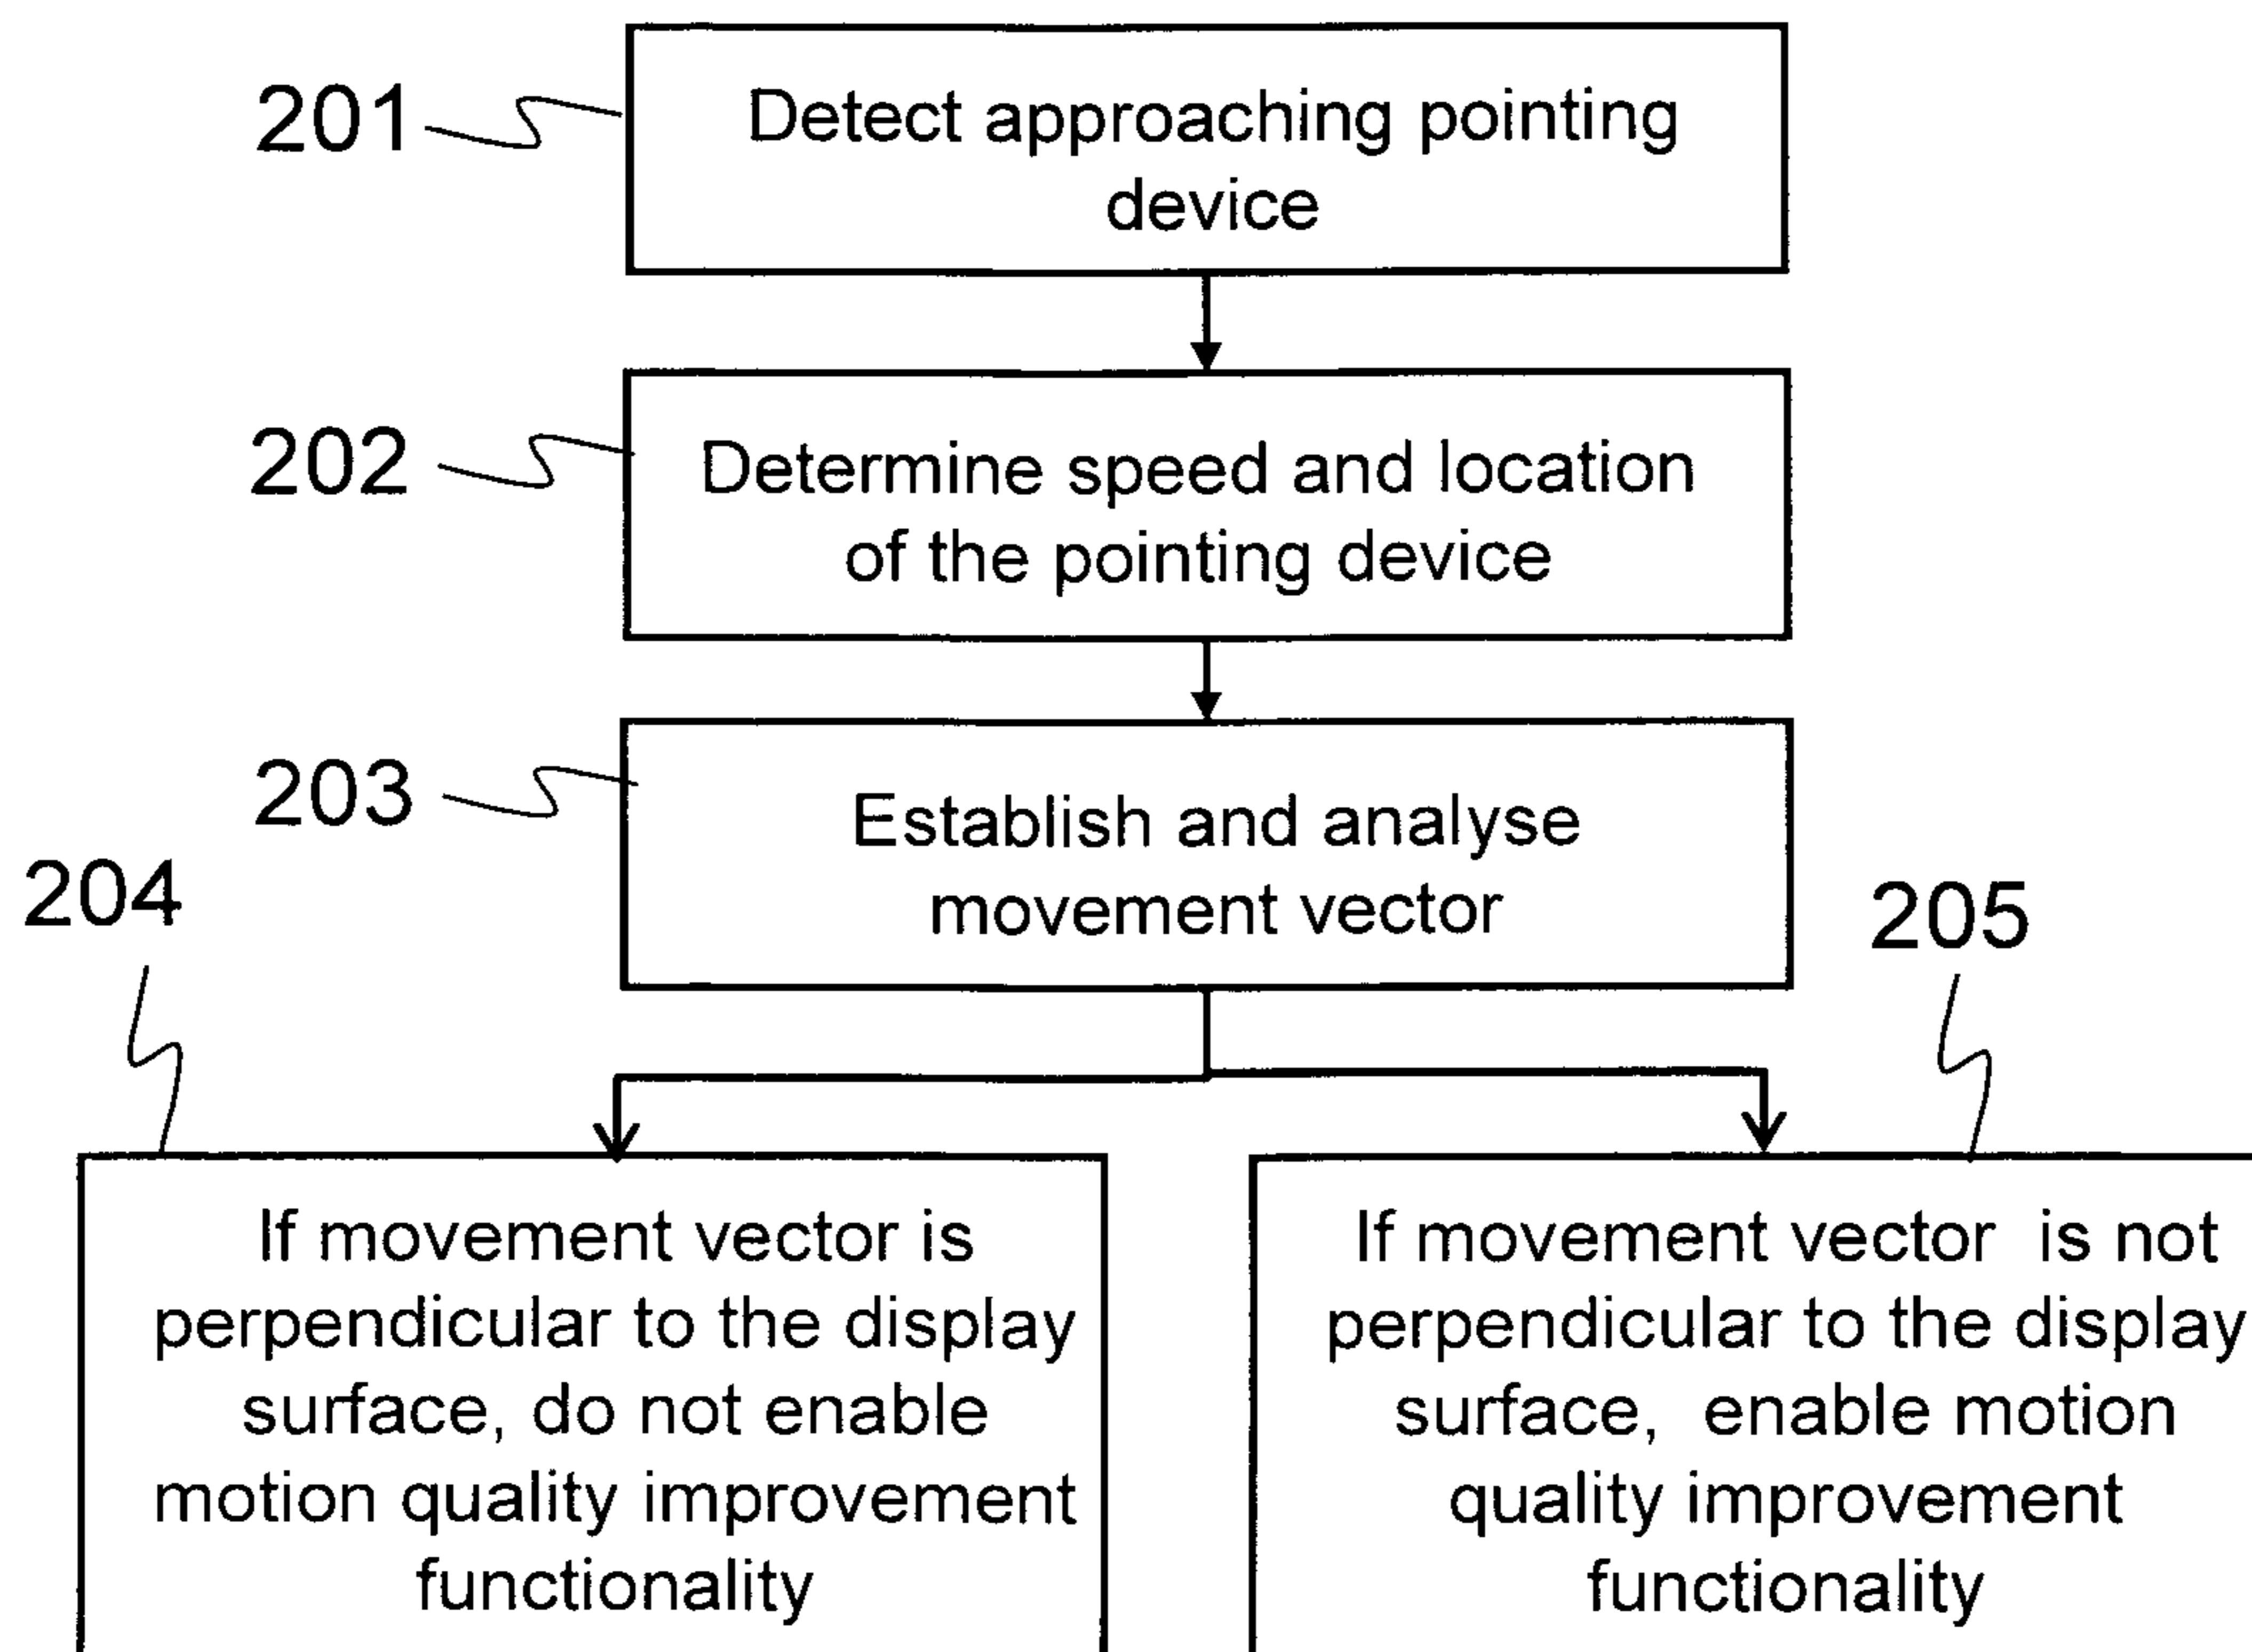 201
Detect approaching pointing
device
202
Determine speed and location
of the pointing device
203
Establish and analyse
movement vector
204
205
If movement vector is
perpendicular to the display
surface, do not enable
motion quality improvement
functionality
If movement vector is not
perpendicular to the display
surface, enable motion
quality improvement
functionality